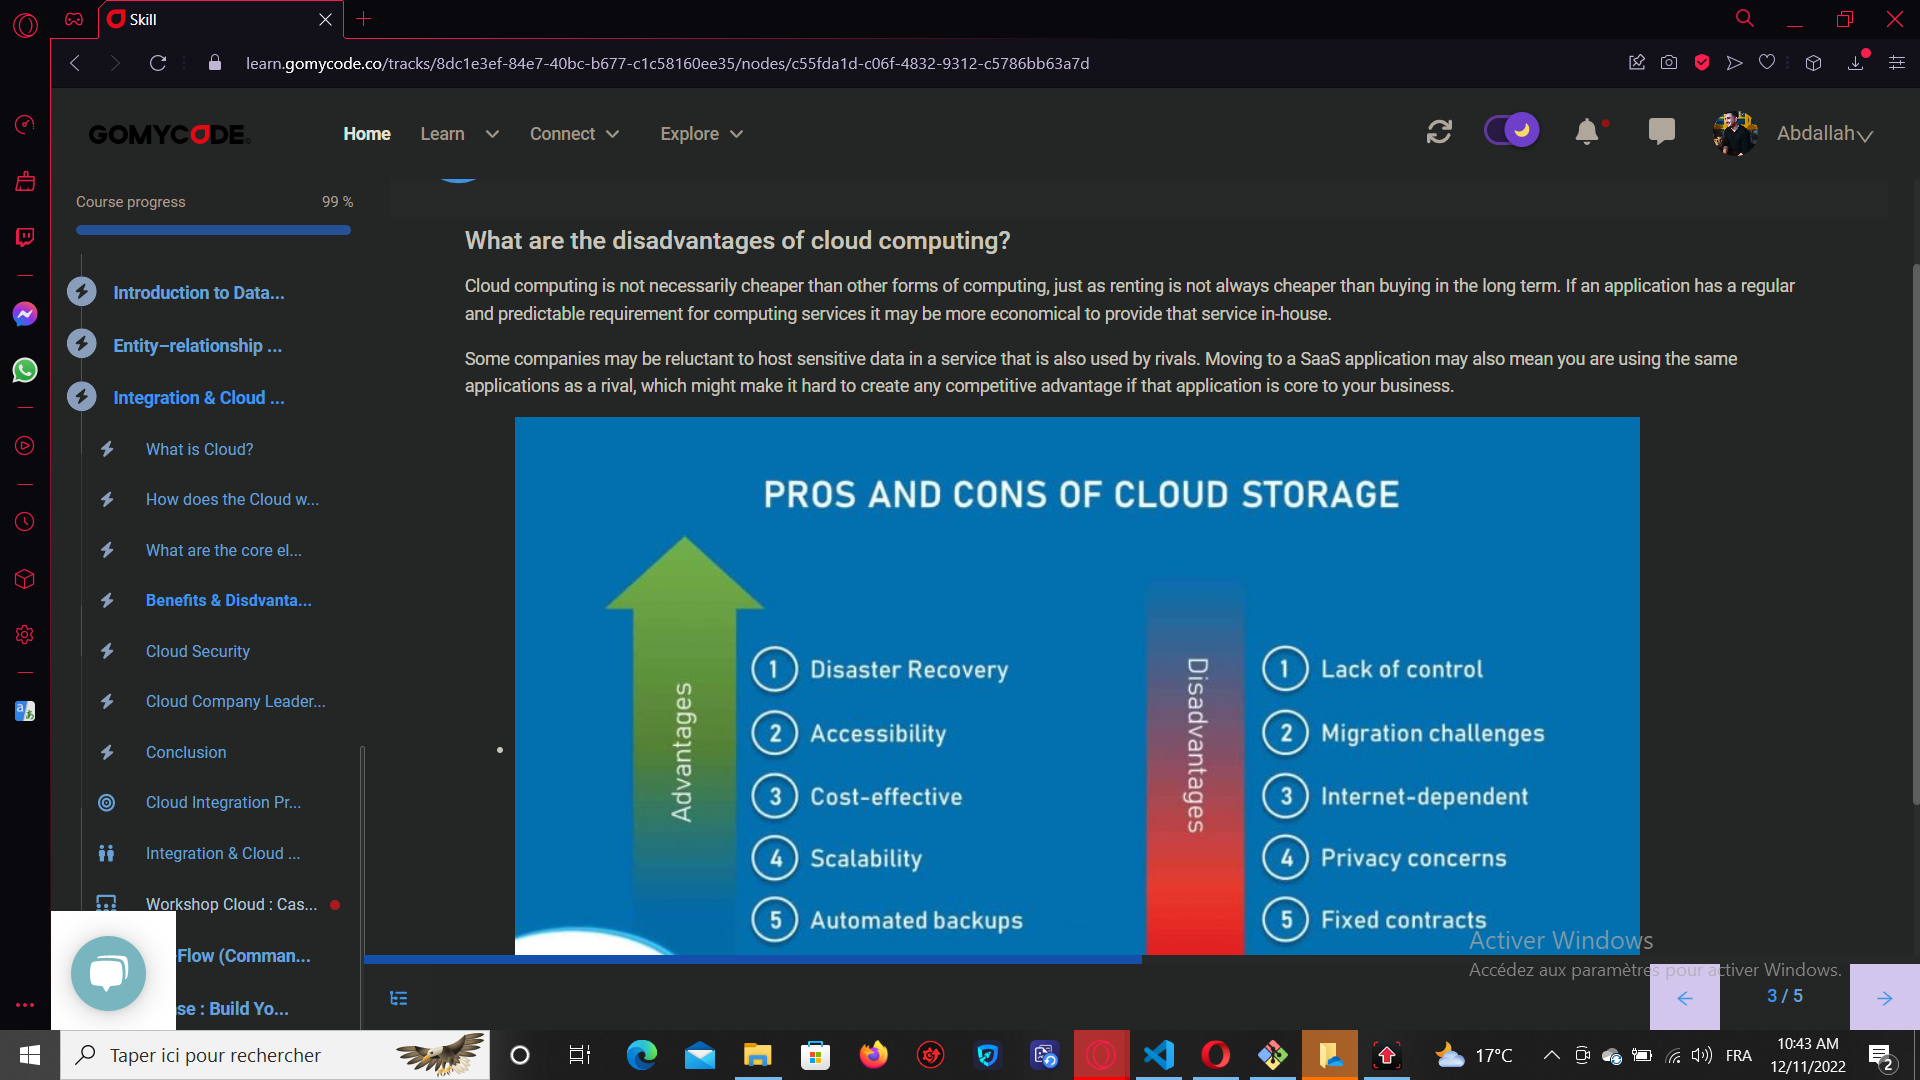 Skill
learn.gomycode.co/tracks/8dc1e3ef-84e7-40bc-b677-c1c58160ee35/nodes/c55fda1d-c06f-4832-9312-c5786bb63a7d
GOMYCODE
Home
Learn
Connect
Explore
Abdallah
Course progress
99 %
Introduction to Data...
Entity–relationship ...
Integration & Cloud ...
What is Cloud?
How does the Cloud w...
What are the core el...
Benefits & Disdvanta...
Cloud Security
Cloud Company Leader...
Conclusion
Cloud Integration Pr...
Integration & Cloud ...
Workshop Cloud : Cas...
Flow (Comman...
se : Build Yo...
What are the disadvantages of cloud computing?
Cloud computing is not necessarily cheaper than other forms of computing, just as renting is not always cheaper than buying in the long term. If an application has a regular
and predictable requirement for computing services it may be more economical to provide that service in-house.
Some companies may be reluctant to host sensitive data in a service that is also used by rivals. Moving to a SaaS application may also mean you are using the same
applications as a rival, which might make it hard to create any competitive advantage if that application is core to your business.
PROS AND CONS OF CLOUD STORAGE
Advantages
1 Disaster Recovery
2 Accessibility
3 Cost-effective
4 Scalability
5 Automated backups
Disadvantages
1 Lack of control
2 Migration challenges
3 Internet-dependent
4 Privacy concerns
5 Fixed contracts
Activer Windows
Accédez aux paramètres pour activer Windows.
3 / 5
Taper ici pour rechercher
17°C
FRA
10:43 AM
12/11/2022
2